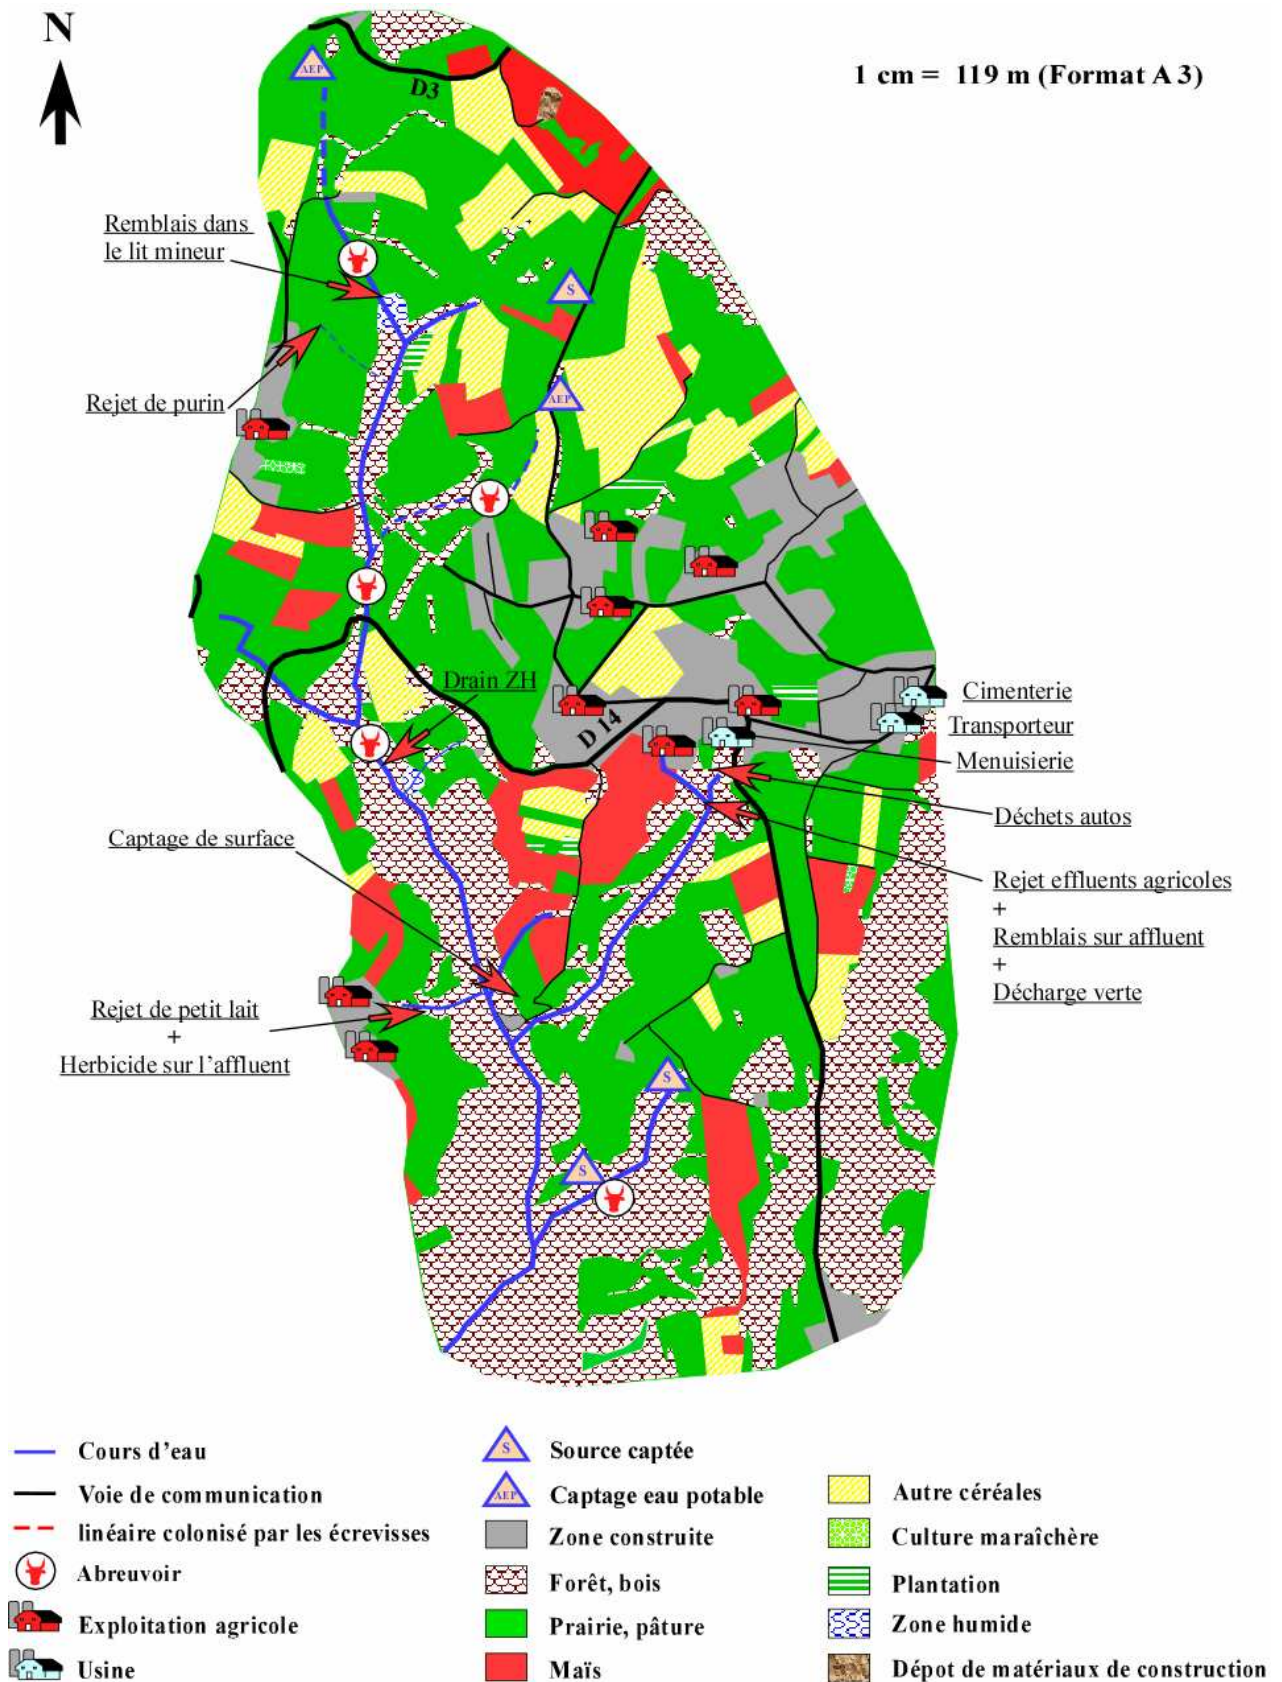 N
1 cm = 119 m (Format A 3)
AEP
D3
Remblais dans
le lit mineur
S
Rejet de purin
AEP
Drain ZH
D 14
Cimenterie
Transporteur
Menuisierie
Déchets autos
Captage de surface
Rejet effluents agricoles
+
Remblais sur affluent
+
Décharge verte
Rejet de petit lait
+
Herbicide sur l'affluent
S
S
Cours d'eau
Voie de communication
linéaire colonisé par les écrevisses
Abreuvoir
Exploitation agricole
Usine
S Source captée
AEP Captage eau potable
Zone construite
Forêt, bois
Prairie, pâture
Maïs
Autre céréales
Culture maraîchère
Plantation
Zone humide
Dépot de matériaux de construction